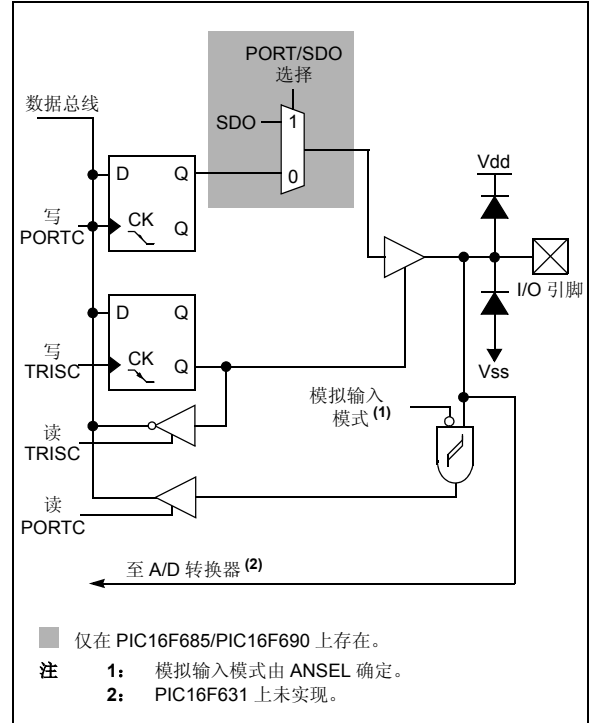 PORT/SDO
选择
数据总线
SDO
1
0
D
Q
写
PORTC
CK
Q
Vdd
I/O 引脚
D
Q
写
TRISC
CK
Q
Vss
模拟输入
模式 (1)
读
TRISC
读
PORTC
至 A/D 转换器 (2)
仅在 PIC16F685/PIC16F690 上存在。
注 1： 模拟输入模式由 ANSEL 确定。
2： PIC16F631 上未实现。